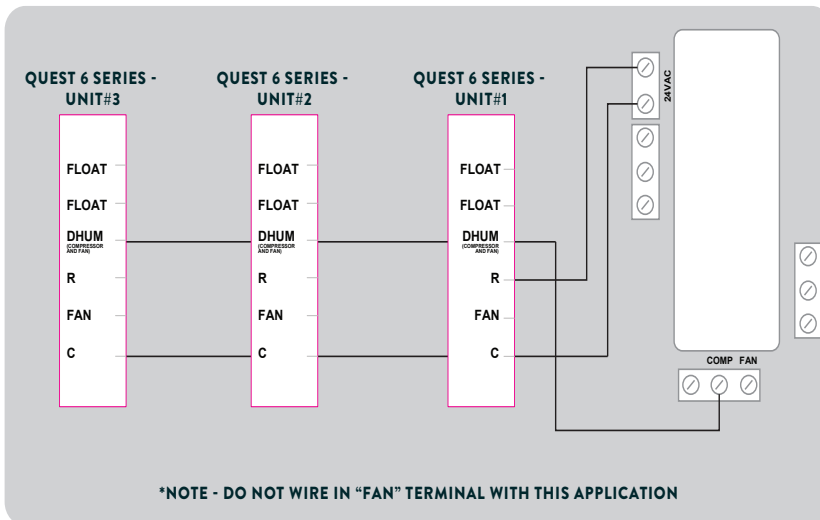 QUEST 6 SERIES -
UNIT#3
QUEST 6 SERIES -
UNIT#2
QUEST 6 SERIES -
UNIT#1
FLOAT
FLOAT
DHUM
(COMPRESSOR
AND FAN)
R
FAN
C
FLOAT
FLOAT
DHUM
(COMPRESSOR
AND FAN)
R
FAN
C
FLOAT
FLOAT
DHUM
(COMPRESSOR
AND FAN)
R
FAN
C
24VAC
COMP FAN
*NOTE - DO NOT WIRE IN “FAN” TERMINAL WITH THIS APPLICATION